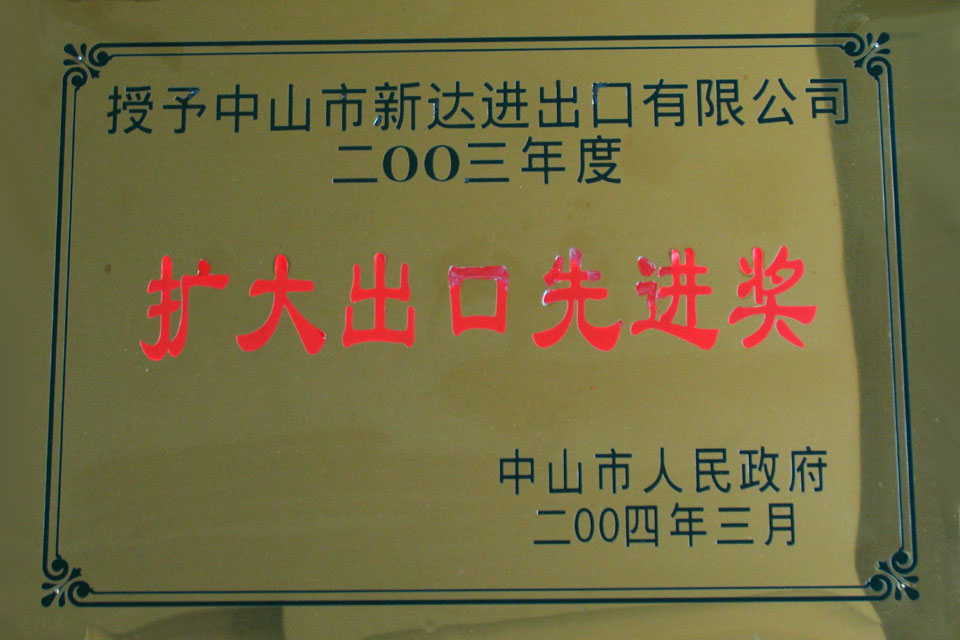 授予中山市新达进出口有限公司
二OO三年度
扩大出口先进奖
中山市人民政府
二OO四年三月